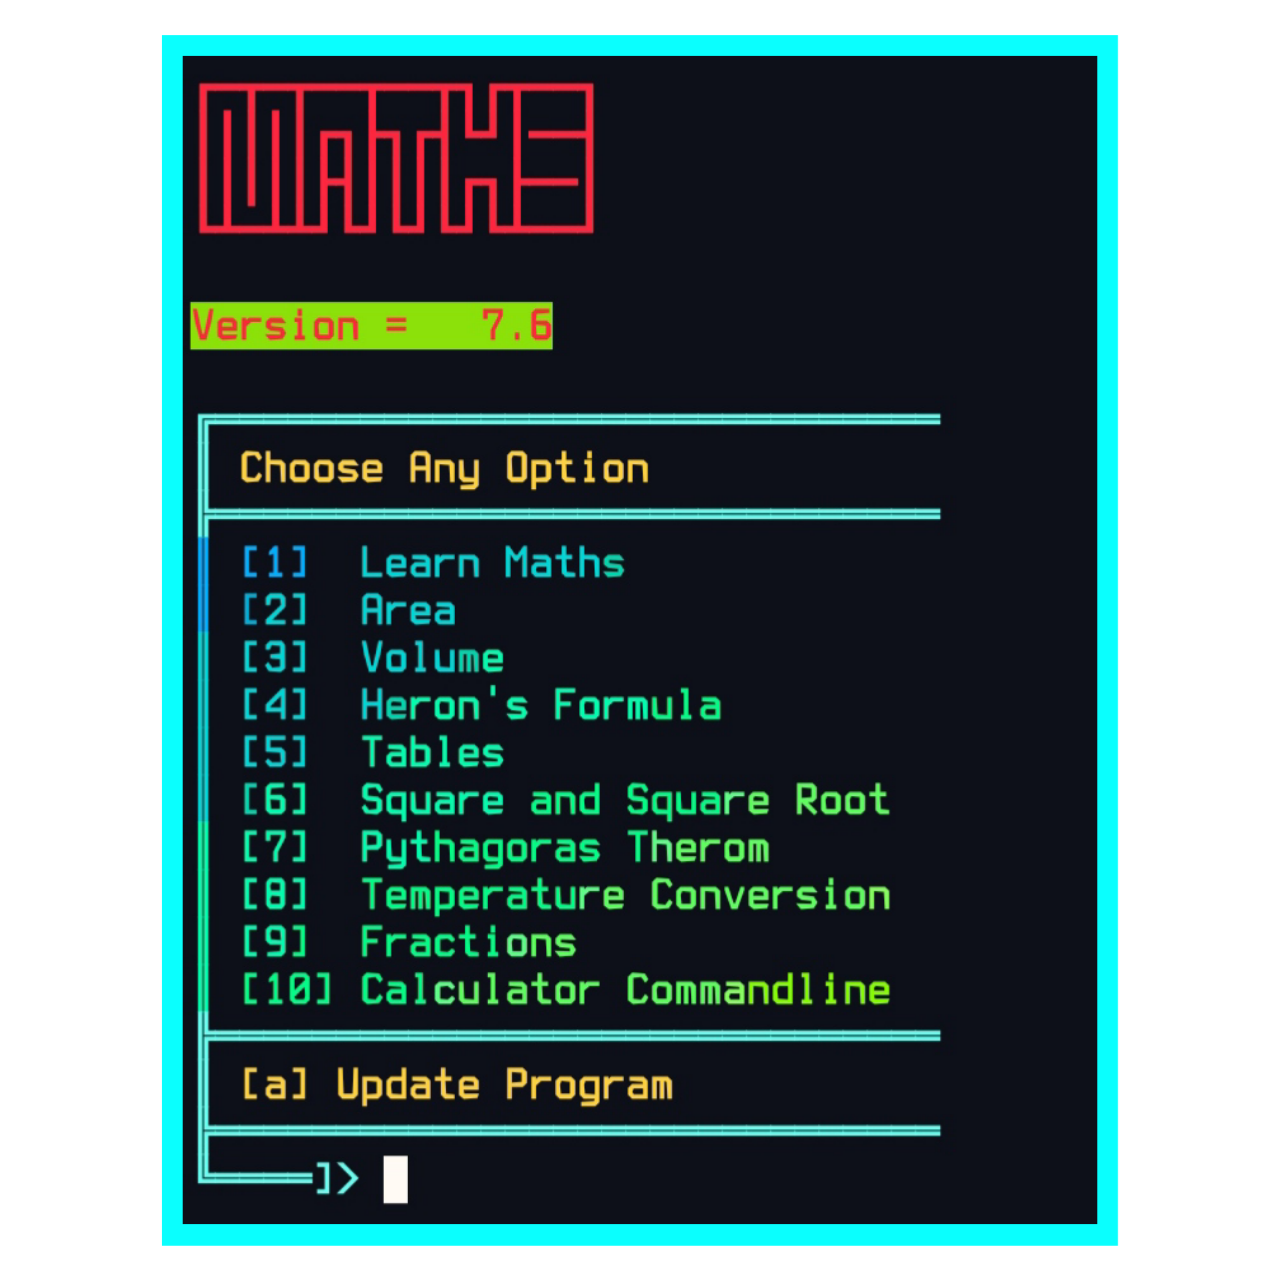 MATHS
Version =   7.6
Choose Any Option
[1]  Learn Maths
[2]  Area
[3]  Volume
[4]  Heron's Formula
[5]  Tables
[6]  Square and Square Root
[7]  Pythagoras Therom
[8]  Temperature Conversion
[9]  Fractions
[10] Calculator Commandline
[a] Update Program
]>